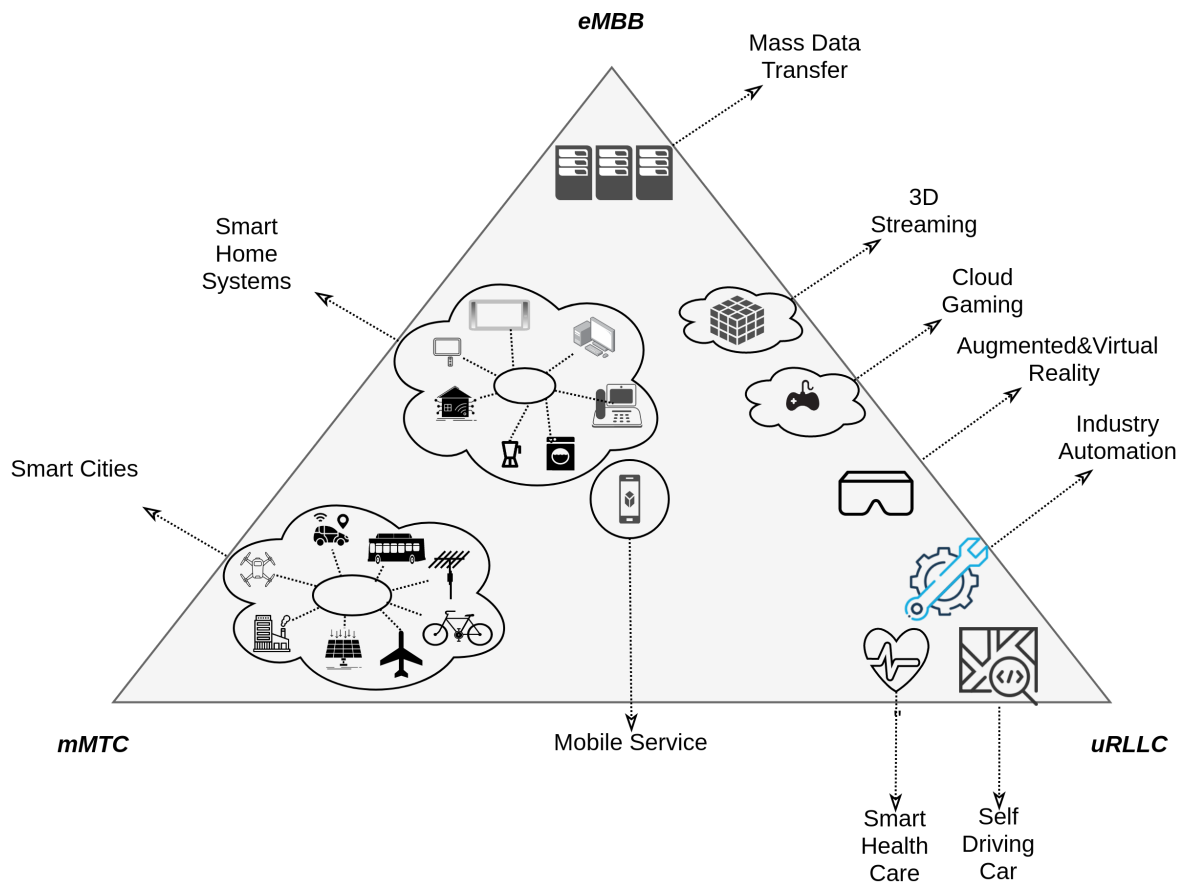 eMBB
Mass Data
Transfer
3D
Streaming
Smart
Home
Systems
Cloud
Gaming
Augmented&Virtual
Reality
Industry
Automation
Smart Cities
mMTC
Mobile Service
uRLLC
Smart
Health
Care
Self
Driving
Car